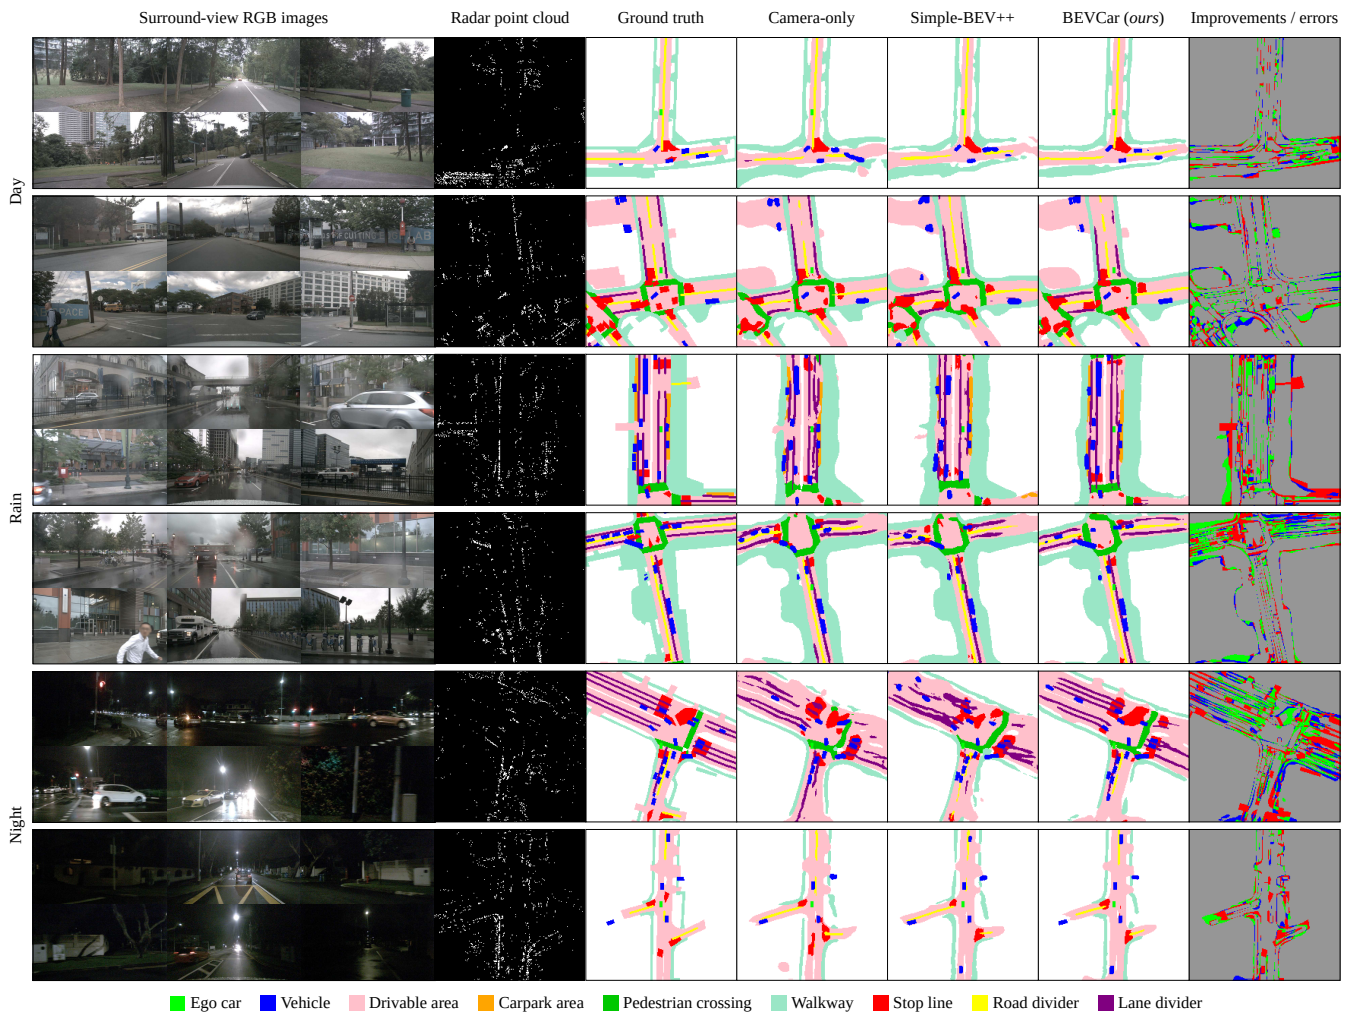 Surround-view RGB images
Radar point cloud
Ground truth
Camera-only
Simple-BEV++
BEVCar (ours)
Improvements / errors
Day
Rain
Night
Ego car
Vehicle
Drivable area
Carpark area
Pedestrian crossing
Walkway
Stop line
Road divider
Lane divider